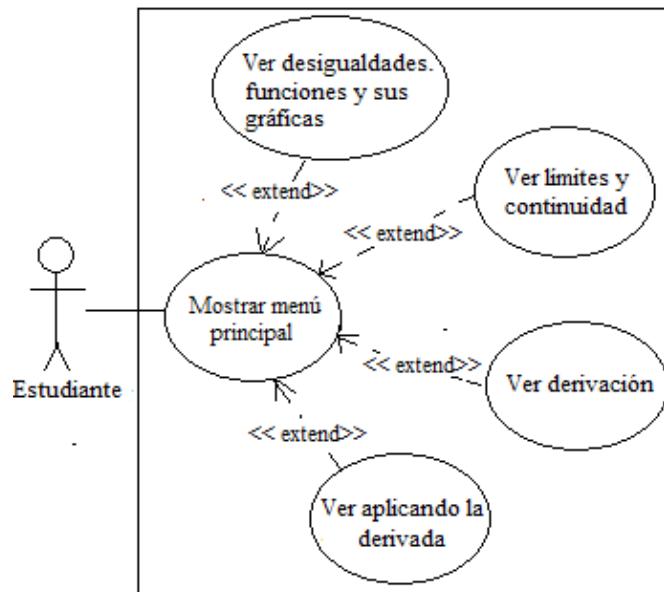 Ver desigualdades.
funciones y sus
gráficas
<< extend>>
Ver limites y
continuidad
<< extend>>
Mostrar menú
principal
Estudiante
<< extend>>
Ver derivación
<< extend>>
Ver aplicando la
derivada